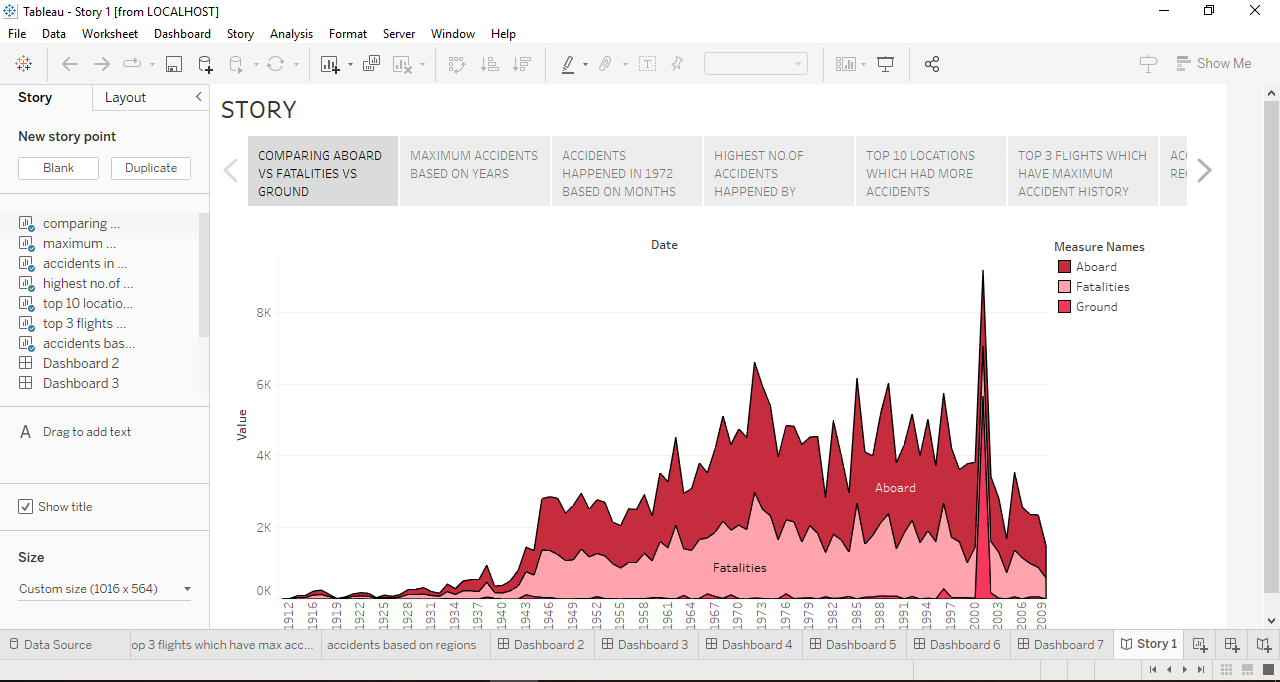 Tableau - Story 1 [from LOCALHOST]
File Data Worksheet Dashboard Story Analysis Format Server Window Help
Show Me
Story Layout
New story point
Blank Duplicate
comparing ...
maximum ...
accidents in ...
highest no.of ...
top 10 locatio...
top 3 flights ...
accidents bas...
Dashboard 2
Dashboard 3
A Drag to add text
Show title
Size
Custom size (1016 x 564)
STORY
COMPARING ABOARD
VS FATALITIES VS
GROUND
MAXIMUM ACCIDENTS
BASED ON YEARS
ACCIDENTS
HAPPENED IN 1972
BASED ON MONTHS
HIGHEST NO.OF
ACCIDENTS
HAPPENED BY
TOP 10 LOCATIONS
WHICH HAD MORE
ACCIDENTS
TOP 3 FLIGHTS WHICH
HAVE MAXIMUM
ACCIDENT HISTORY
Date
Value
8K
6K
4K
2K
0K
Aboard
Fatalities
1912 1916 1919 1922 1925 1928 1931 1934 1937 1940 1943 1946 1949 1952 1955 1958 1961 1964 1967 1970 1973 1976 1979 1982 1985 1988 1991 1994 1997 2000 2003 2006 2009
Measure Names
Aboard
Fatalities
Ground
Data Source op 3 flights which have max acc... accidents based on regions Dashboard 2 Dashboard 3 Dashboard 4 Dashboard 5 Dashboard 6 Dashboard 7 Story 1